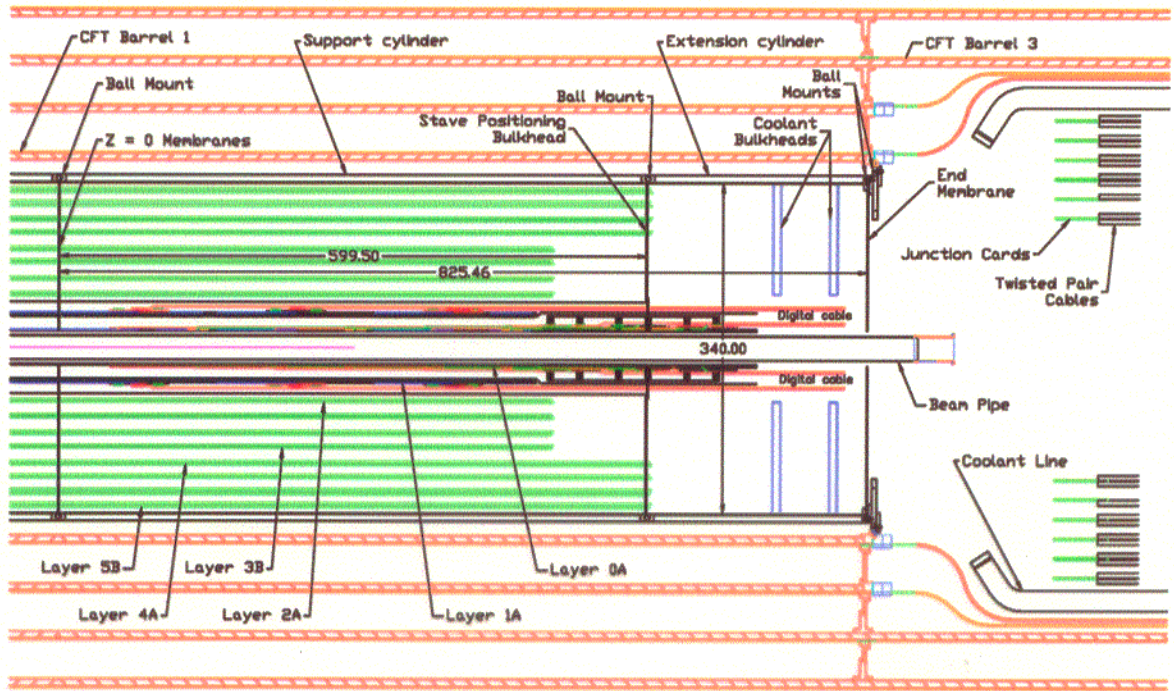 CFT Barrel 1
Support cylinder
Extension cylinder
CFT Barrel 3
Ball Mount
Ball Mount
Ball
Mounts
Stave Positioning
Bulkhead
Coolant
Bulkheads
Z = 0 Membranes
End
Membrane
599.50
825.46
Junction Cards
Twisted Pair
Cables
Digital cable
340.00
Digital cable
Beam Pipe
Coolant Line
Layer 5B
Layer 3B
Layer 0A
Layer 4A
Layer 2A
Layer 1A